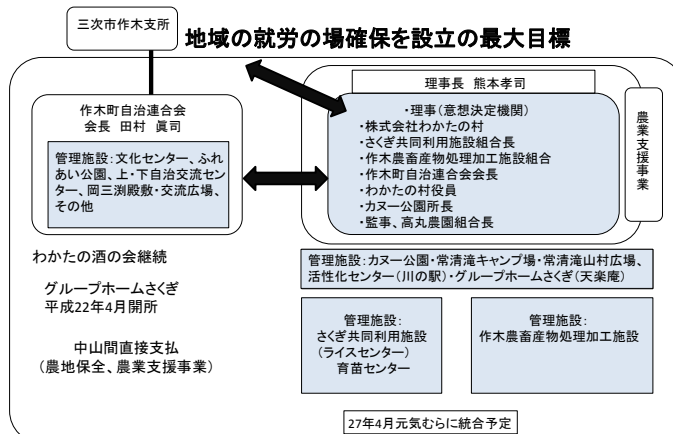 三次市作木支所
地域の就労の場確保を設立の最大目標
作木町自治連合会
会長 田村 眞司
管理施設：文化センター、ふれ
あい公園、上・下自治交流セン
ター、岡三渕殿敷・交流広場、
その他
わかたの酒の会継続
グループホームさくぎ
平成22年4月開所
中山間直接支払
（農地保全、農業支援事業）
理事長 熊本孝司
・理事（意想決定機関）
・株式会社わかたの村
・さくぎ共同利用施設組合長
・作木農畜産物処理加工施設組合
・作木町自治連合会会長
・わかたの村役員
・カヌー公園所長
・監事、高丸農園組合長
農業支援事業
管理施設：カヌー公園・常清滝キャンプ場・常清滝山村広場、
活性化センター（川の駅）・グループホームさくぎ（天楽庵）
管理施設：
さくぎ共同利用施設
（ライスセンター）
育苗センター
管理施設：
作木農畜産物処理加工施設
27年4月元気むらに統合予定